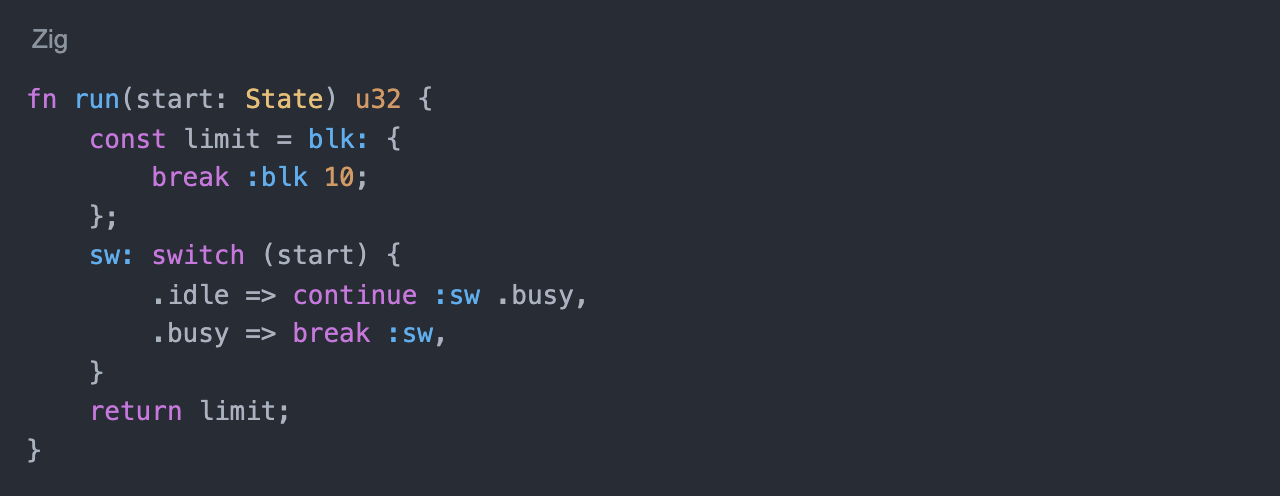 Zig
fn run(start: State) u32 {
    const limit = blk: {
        break :blk 10;
    };
    sw: switch (start) {
        .idle => continue :sw .busy,
        .busy => break :sw,
    }
    return limit;
}